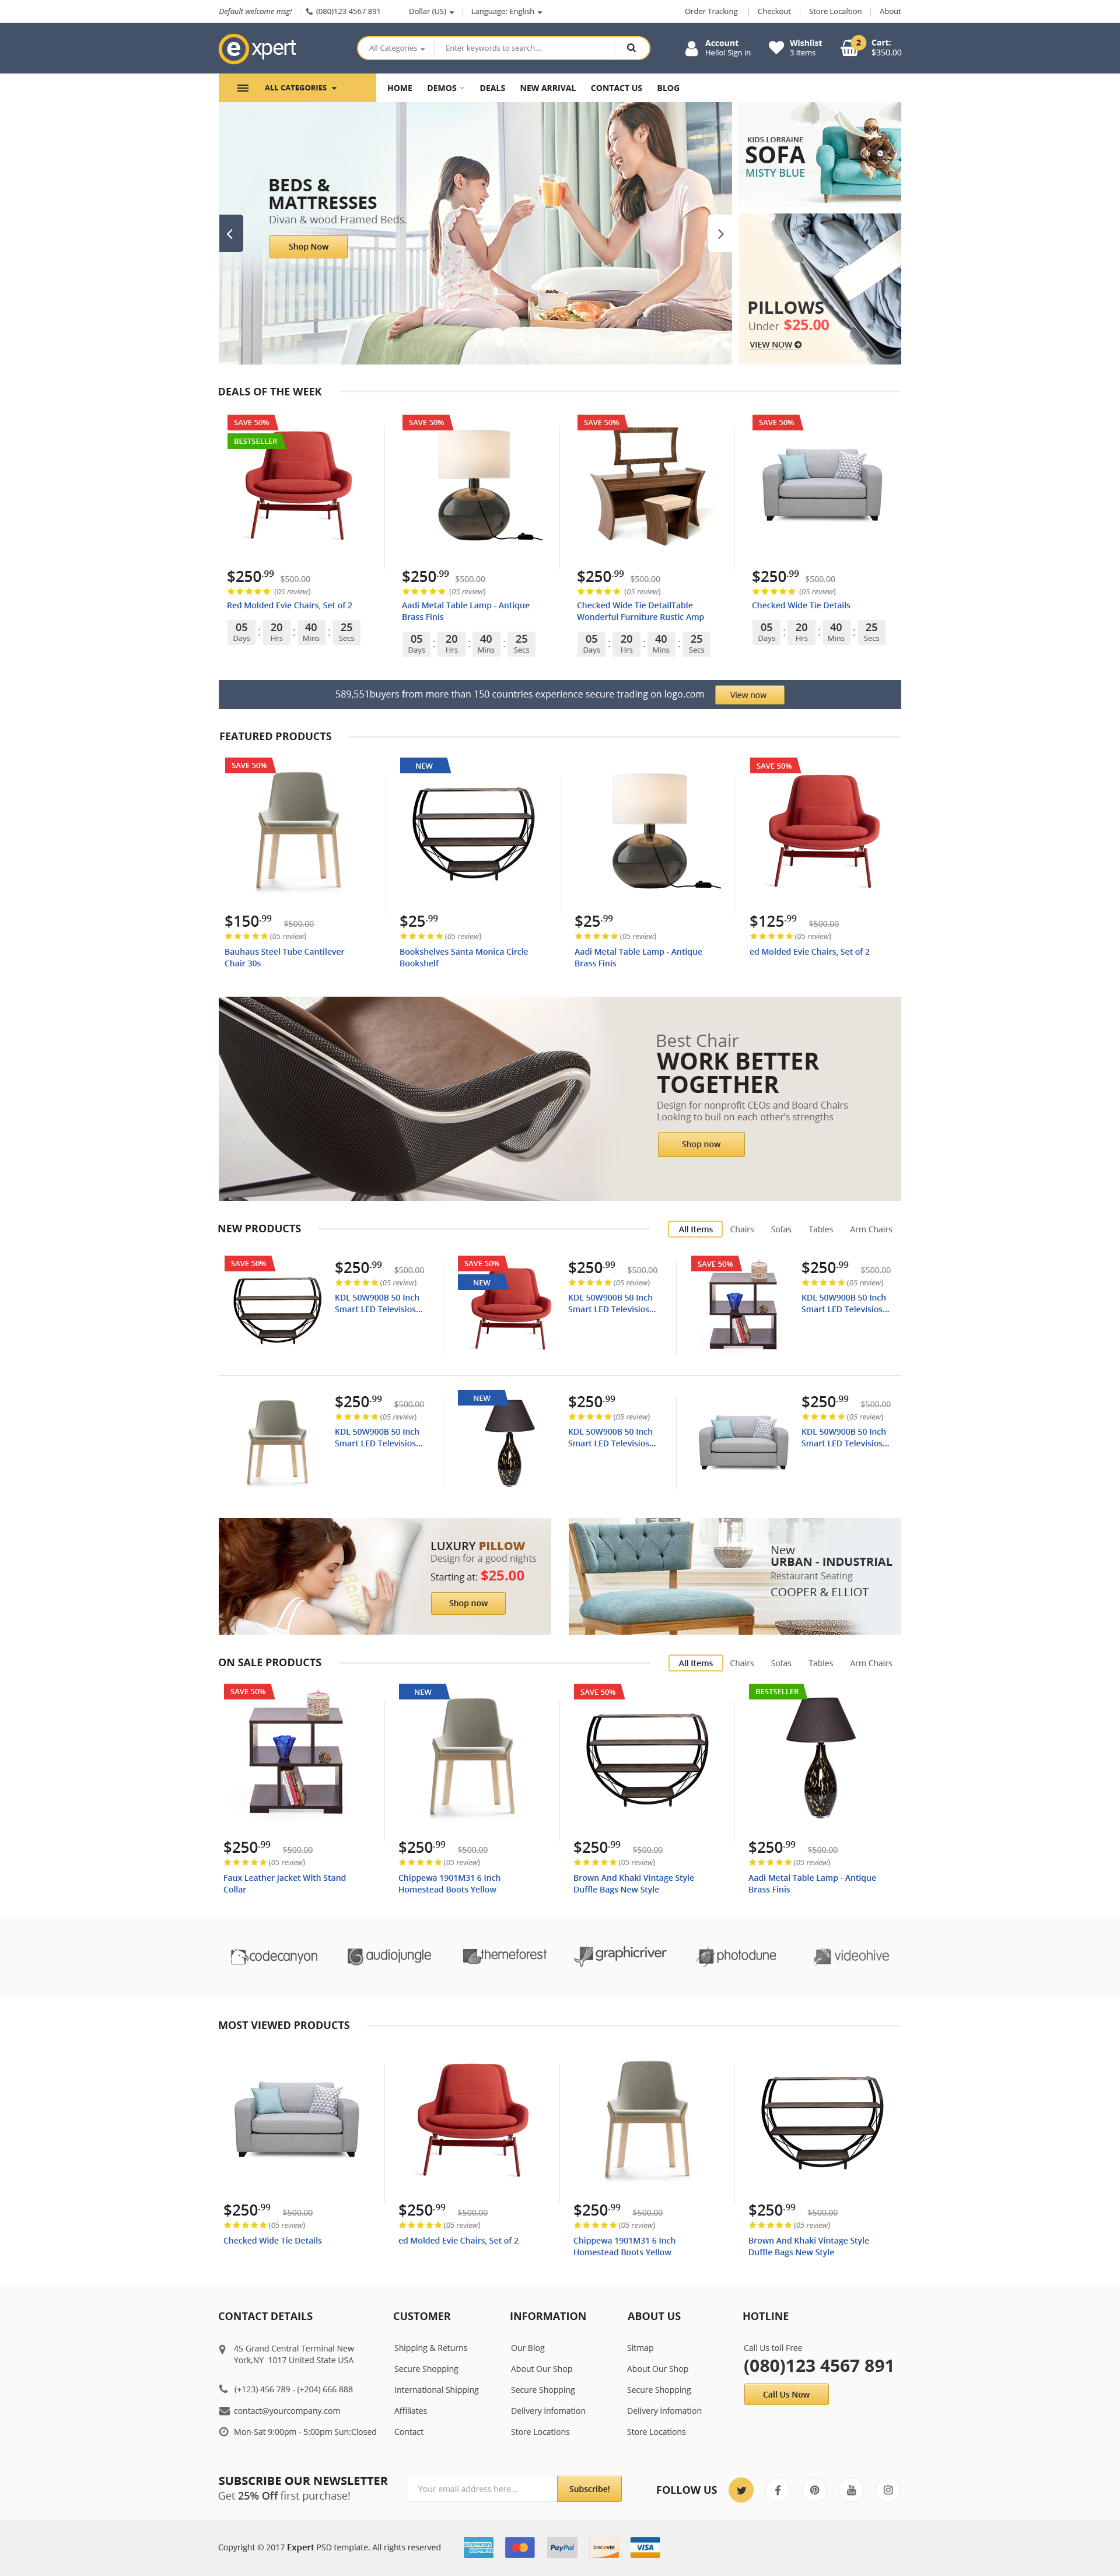 Default welcome msg!
(080)123 4567 891
Dollar (US)
Language: English
Order Tracking
Checkout
Store Localtion
About
expert
All Categories
Enter keywords to search...
Account
Hello! Sign in
Wishlist
3 items
2
Cart:
$350.00
ALL CATEGORIES
HOME
DEMOS
DEALS
NEW ARRIVAL
CONTACT US
BLOG
BEDS &
MATTRESSES
Divan & wood Framed Beds.
Shop Now
KIDS LORRAINE
SOFA
MISTY BLUE
PILLOWS
Under $25.00
VIEW NOW
DEALS OF THE WEEK
SAVE 50%
BESTSELLER
$250.99 $500.00
(05 review)
Red Molded Evie Chairs, Set of 2
05 : 20 : 40 : 25
Days Hrs Mins Secs
SAVE 50%
$250.99 $500.00
(05 review)
Aadi Metal Table Lamp - Antique
Brass Finis
05 : 20 : 40 : 25
Days Hrs Mins Secs
SAVE 50%
$250.99 $500.00
(05 review)
Checked Wide Tie DetailTable
Wonderful Furniture Rustic Amp
05 : 20 : 40 : 25
Days Hrs Mins Secs
SAVE 50%
$250.99 $500.00
(05 review)
Checked Wide Tie Details
05 : 20 : 40 : 25
Days Hrs Mins Secs
589,551buyers from more than 150 countries experience secure trading on logo.com
View now
FEATURED PRODUCTS
SAVE 50%
$150.99 $500.00
(05 review)
Bauhaus Steel Tube Cantilever
Chair 30s
NEW
$25.99
(05 review)
Bookshelves Santa Monica Circle
Bookshelf
$25.99
(05 review)
Aadi Metal Table Lamp - Antique
Brass Finis
SAVE 50%
$125.99 $500.00
(05 review)
ed Molded Evie Chairs, Set of 2
Best Chair
WORK BETTER
TOGETHER
Design for nonprofit CEOs and Board Chairs
Looking to buil on each other's strengths
Shop now
NEW PRODUCTS
All Items
Chairs
Sofas
Tables
Arm Chairs
SAVE 50%
$250.99 $500.00
(05 review)
KDL 50W900B 50 Inch
Smart LED Televisios...
SAVE 50%
NEW
$250.99 $500.00
(05 review)
KDL 50W900B 50 Inch
Smart LED Televisios...
SAVE 50%
$250.99 $500.00
(05 review)
KDL 50W900B 50 Inch
Smart LED Televisios...
$250.99 $500.00
(05 review)
KDL 50W900B 50 Inch
Smart LED Televisios...
NEW
$250.99
(05 review)
KDL 50W900B 50 Inch
Smart LED Televisios...
$250.99 $500.00
(05 review)
KDL 50W900B 50 Inch
Smart LED Televisios...
LUXURY PILLOW
Design for a good nights
Starting at: $25.00
Shop now
New
URBAN - INDUSTRIAL
Restaurant Seating
COOPER & ELLIOT
ON SALE PRODUCTS
All Items
Chairs
Sofas
Tables
Arm Chairs
SAVE 50%
$250.99 $500.00
(05 review)
Faux Leather Jacket With Stand
Collar
NEW
$250.99 $500.00
(05 review)
Chippewa 1901M31 6 Inch
Homestead Boots Yellow
SAVE 50%
$250.99 $500.00
(05 review)
Brown And Khaki Vintage Style
Duffle Bags New Style
BESTSELLER
$250.99 $500.00
(05 review)
Aadi Metal Table Lamp - Antique
Brass Finis
codecanyon
audiojungle
themeforest
graphicriver
photodune
videohive
MOST VIEWED PRODUCTS
$250.99 $500.00
(05 review)
Checked Wide Tie Details
$250.99 $500.00
(05 review)
ed Molded Evie Chairs, Set of 2
$250.99 $500.00
(05 review)
Chippewa 1901M31 6 Inch
Homestead Boots Yellow
$250.99 $500.00
(05 review)
Brown And Khaki Vintage Style
Duffle Bags New Style
CONTACT DETAILS
45 Grand Central Terminal New
York,NY 1017 United State USA
(+123) 456 789 - (+204) 666 888
contact@yourcompany.com
Mon-Sat 9:00pm - 5:00pm Sun:Closed
CUSTOMER
Shipping & Returns
Secure Shopping
International Shipping
Affiliates
Contact
INFORMATION
Our Blog
About Our Shop
Secure Shopping
Delivery infomation
Store Locations
ABOUT US
Sitmap
About Our Shop
Secure Shopping
Delivery infomation
Store Locations
HOTLINE
Call Us toll Free
(080)123 4567 891
Call Us Now
SUBSCRIBE OUR NEWSLETTER
Get 25% Off first purchase!
Your email address here...
Subscribe!
FOLLOW US
Copyright © 2017 Expert PSD template. All rights reserved
AMERICAN EXPRESS
PayPal
DISCOVER
VISA